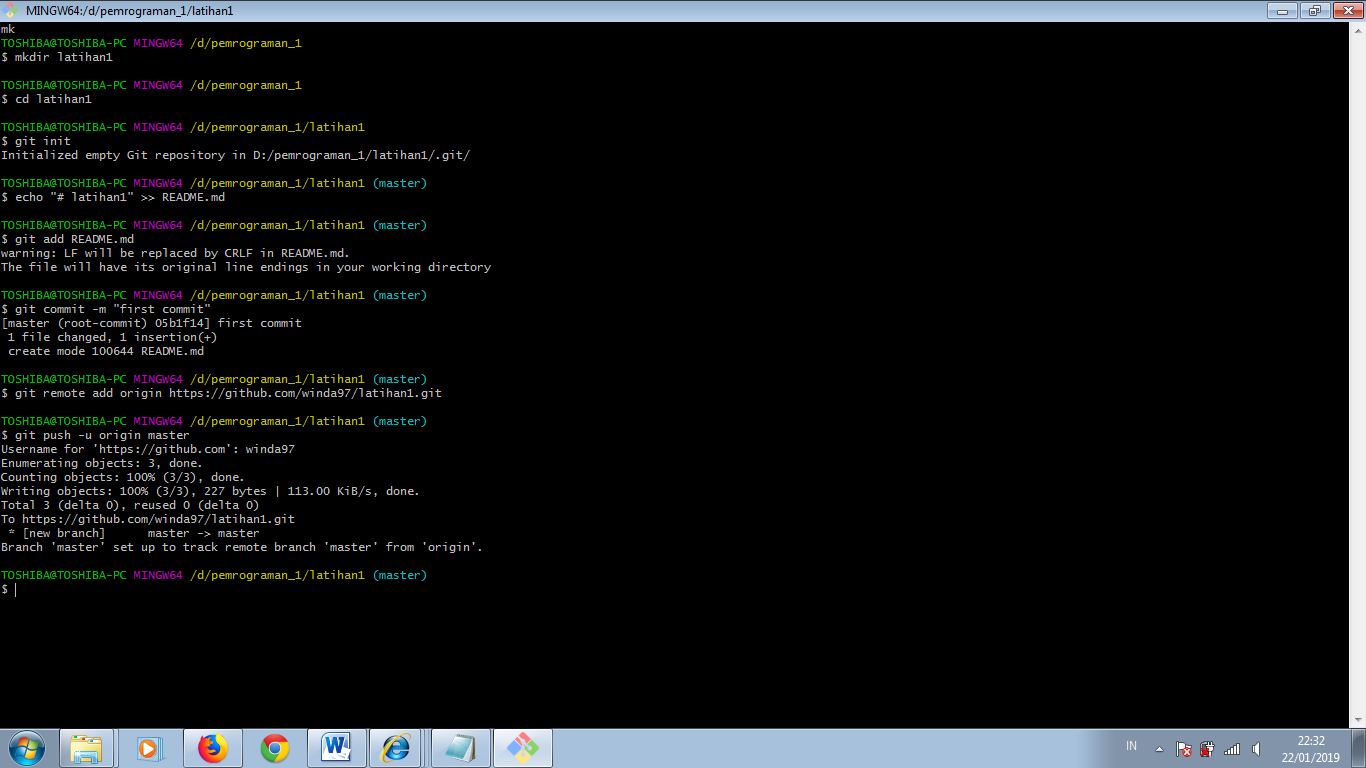 MINGW64:/d/pemrograman_1/latihan1
mk
TOSHIBA@TOSHIBA-PC MINGW64 /d/pemrograman_1
$ mkdir latihan1
TOSHIBA@TOSHIBA-PC MINGW64 /d/pemrograman_1
$ cd latihan1
TOSHIBA@TOSHIBA-PC MINGW64 /d/pemrograman_1/latihan1
$ git init
Initialized empty Git repository in D:/pemrograman_1/latihan1/.git/
TOSHIBA@TOSHIBA-PC MINGW64 /d/pemrograman_1/latihan1 (master)
$ echo "# latihan1" >> README.md
TOSHIBA@TOSHIBA-PC MINGW64 /d/pemrograman_1/latihan1 (master)
$ git add README.md
warning: LF will be replaced by CRLF in README.md.
The file will have its original line endings in your working directory
TOSHIBA@TOSHIBA-PC MINGW64 /d/pemrograman_1/latihan1 (master)
$ git commit -m "first commit"
[master (root-commit) 05b1f14] first commit
1 file changed, 1 insertion(+)
create mode 100644 README.md
TOSHIBA@TOSHIBA-PC MINGW64 /d/pemrograman_1/latihan1 (master)
$ git remote add origin https://github.com/winda97/latihan1.git
TOSHIBA@TOSHIBA-PC MINGW64 /d/pemrograman_1/latihan1 (master)
$ git push -u origin master
Username for 'https://github.com': winda97
Enumerating objects: 3, done.
Counting objects: 100% (3/3), done.
Writing objects: 100% (3/3), 227 bytes | 113.00 KiB/s, done.
Total 3 (delta 0), reused 0 (delta 0)
To https://github.com/winda97/latihan1.git
* [new branch]      master -> master
Branch 'master' set up to track remote branch 'master' from 'origin'.
TOSHIBA@TOSHIBA-PC MINGW64 /d/pemrograman_1/latihan1 (master)
$
IN
22:32
22/01/2019